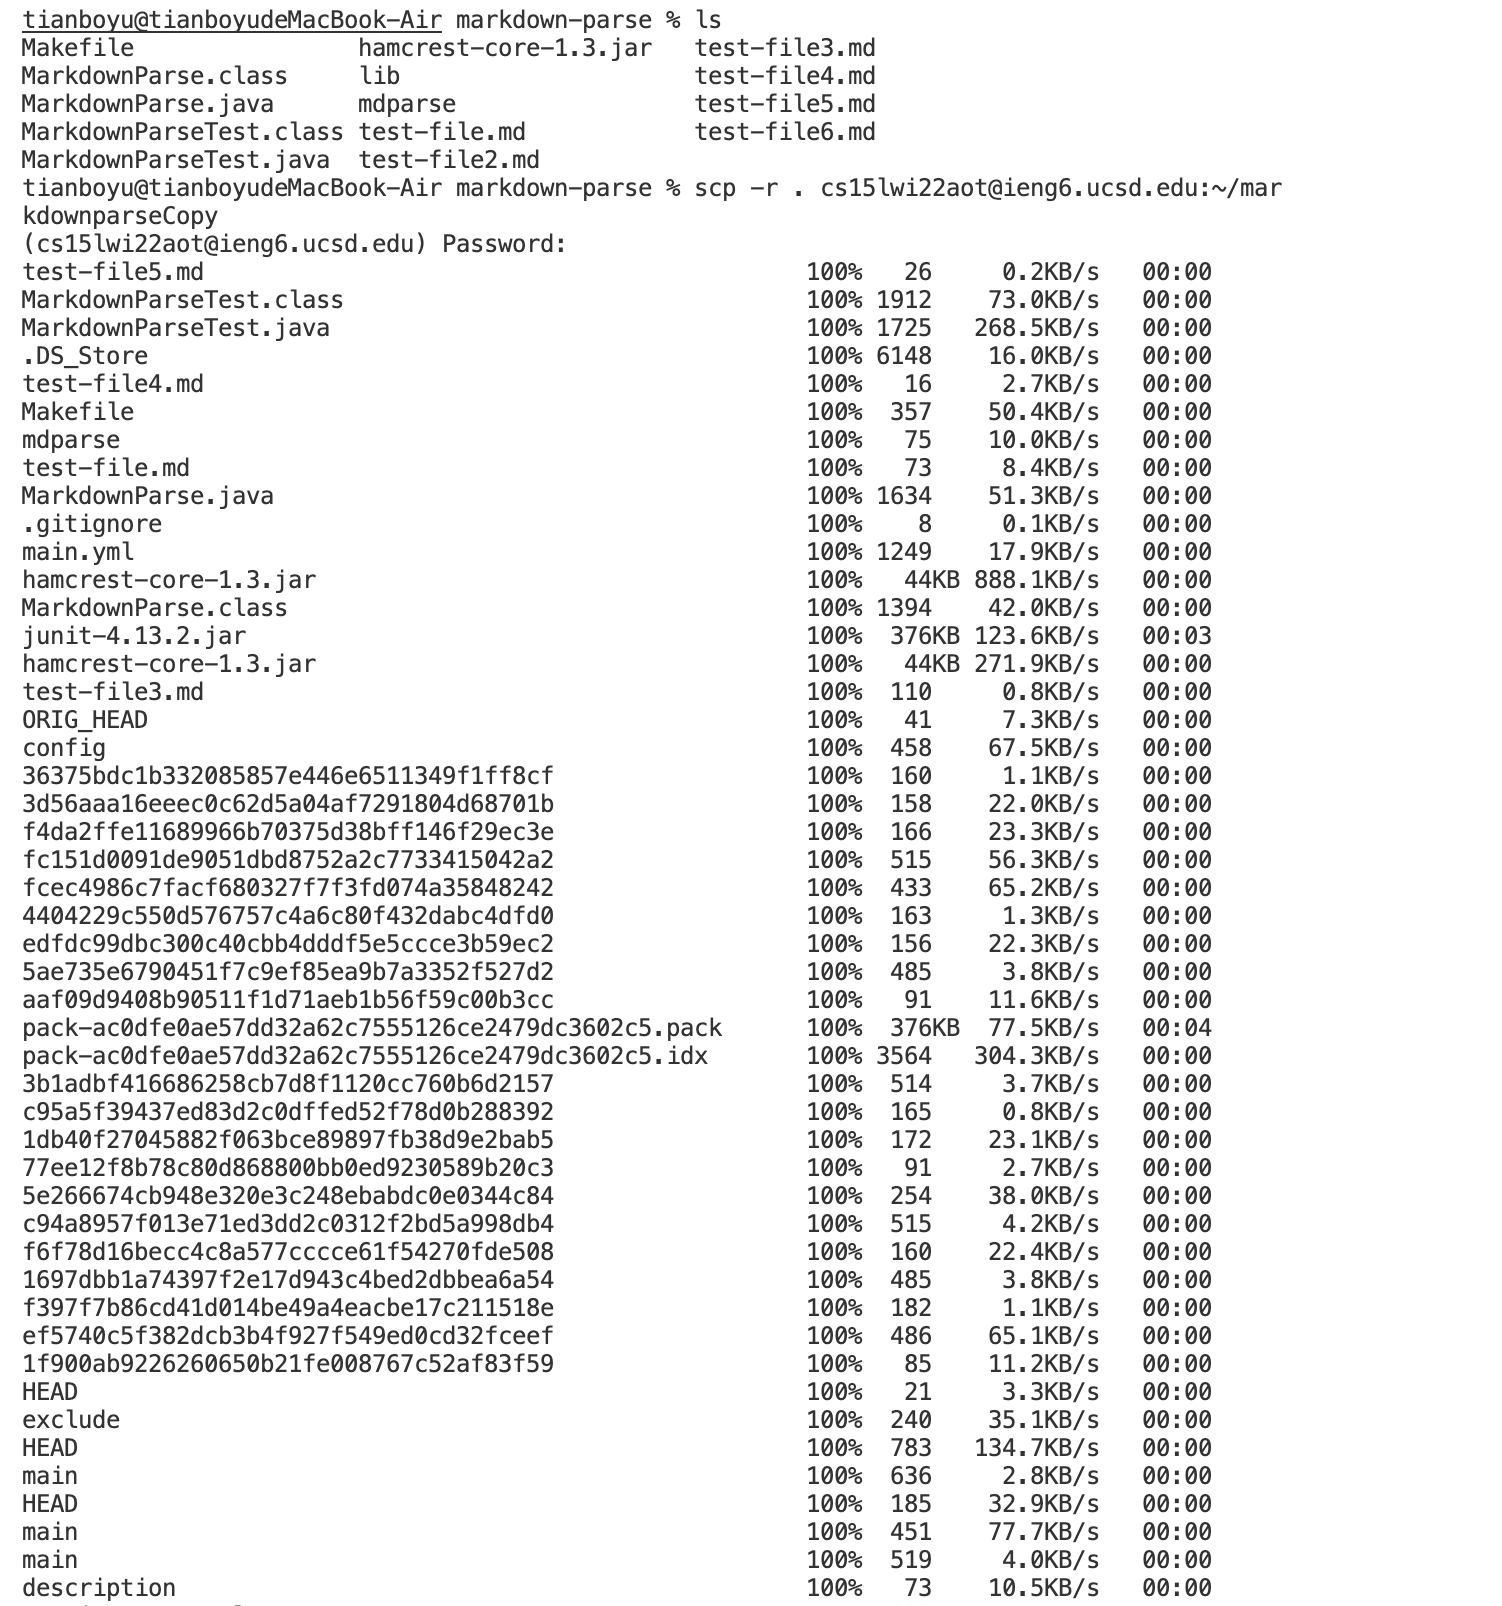 tianboyu@tianboyudeMacBook-Air markdown-parse % ls
Makefile hamcrest-core-1.3.jar test-file3.md
MarkdownParse.class lib test-file4.md
MarkdownParse.java mdparse test-file5.md
MarkdownParseTest.class test-file.md test-file6.md
MarkdownParseTest.java test-file2.md
tianboyu@tianboyudeMacBook-Air markdown-parse % scp -r . cs15lwi22aot@ieng6.ucsd.edu:~/mar
kdownparseCopy
(cs15lwi22aot@ieng6.ucsd.edu) Password:
test-file5.md 100% 26 0.2KB/s 00:00
MarkdownParseTest.class 100% 1912 73.0KB/s 00:00
MarkdownParseTest.java 100% 1725 268.5KB/s 00:00
.DS_Store 100% 6148 16.0KB/s 00:00
test-file4.md 100% 16 2.7KB/s 00:00
Makefile 100% 357 50.4KB/s 00:00
mdparse 100% 75 10.0KB/s 00:00
test-file.md 100% 73 8.4KB/s 00:00
MarkdownParse.java 100% 1634 51.3KB/s 00:00
.gitignore 100% 8 0.1KB/s 00:00
main.yml 100% 1249 17.9KB/s 00:00
hamcrest-core-1.3.jar 100% 44KB 888.1KB/s 00:00
MarkdownParse.class 100% 1394 42.0KB/s 00:00
junit-4.13.2.jar 100% 376KB 123.6KB/s 00:03
hamcrest-core-1.3.jar 100% 44KB 271.9KB/s 00:00
test-file3.md 100% 110 0.8KB/s 00:00
ORIG_HEAD 100% 41 7.3KB/s 00:00
config 100% 458 67.5KB/s 00:00
36375bdc1b332085857e446e6511349f1ff8cf 100% 160 1.1KB/s 00:00
3d56aaa16eeec0c62d5a04af7291804d68701b 100% 158 22.0KB/s 00:00
f4da2ffe11689966b70375d38bff146f29ec3e 100% 166 23.3KB/s 00:00
fc151d0091de9051dbd8752a2c7733415042a2 100% 515 56.3KB/s 00:00
fcec4986c7facf680327f7f3fd074a35848242 100% 433 65.2KB/s 00:00
4404229c550d576757c4a6c80f432dabc4dfd0 100% 163 1.3KB/s 00:00
edfdc99dbc300c40cbb4dddf5e5ccce3b59ec2 100% 156 22.3KB/s 00:00
5ae735e6790451f7c9ef85ea9b7a3352f527d2 100% 485 3.8KB/s 00:00
aaf09d9408b90511f1d71aeb1b56f59c00b3cc 100% 91 11.6KB/s 00:00
pack-ac0dfe0ae57dd32a62c7555126ce2479dc3602c5.pack 100% 376KB 77.5KB/s 00:04
pack-ac0dfe0ae57dd32a62c7555126ce2479dc3602c5.idx 100% 3564 304.3KB/s 00:00
3b1adbf416686258cb7d8f1120cc760b6d2157 100% 514 3.7KB/s 00:00
c95a5f39437ed83d2c0dffed52f78d0b288392 100% 165 0.8KB/s 00:00
1db40f27045882f063bce89897fb38d9e2bab5 100% 172 23.1KB/s 00:00
77ee12f8b78c80d868800bb0ed9230589b20c3 100% 91 2.7KB/s 00:00
5e266674cb948e320e3c248ebabdc0e0344c84 100% 254 38.0KB/s 00:00
c94a8957f013e71ed3dd2c0312f2bd5a998db4 100% 515 4.2KB/s 00:00
f6f78d16becc4c8a577cccce61f54270fde508 100% 160 22.4KB/s 00:00
1697dbb1a74397f2e17d943c4bed2dbbea6a54 100% 485 3.8KB/s 00:00
f397f7b86cd41d014be49a4eacbe17c211518e 100% 182 1.1KB/s 00:00
ef5740c5f382dcb3b4f927f549ed0cd32fceef 100% 486 65.1KB/s 00:00
1f900ab9226260650b21fe008767c52af83f59 100% 85 11.2KB/s 00:00
HEAD 100% 21 3.3KB/s 00:00
exclude 100% 240 35.1KB/s 00:00
HEAD 100% 783 134.7KB/s 00:00
main 100% 636 2.8KB/s 00:00
HEAD 100% 185 32.9KB/s 00:00
main 100% 451 77.7KB/s 00:00
main 100% 519 4.0KB/s 00:00
description 100% 73 10.5KB/s 00:00